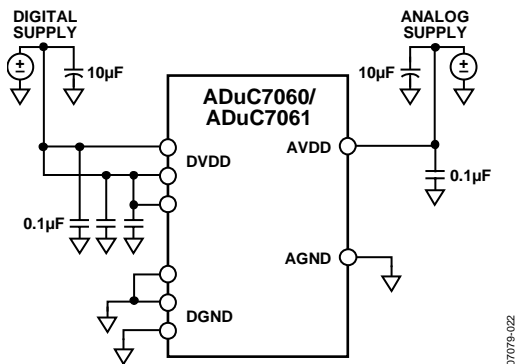 DIGITAL
SUPPLY
ANALOG
SUPPLY
10µF
10µF
ADuC7060/
ADuC7061
DVDD
AVDD
0.1µF
0.1µF
AGND
DGND
07079-022